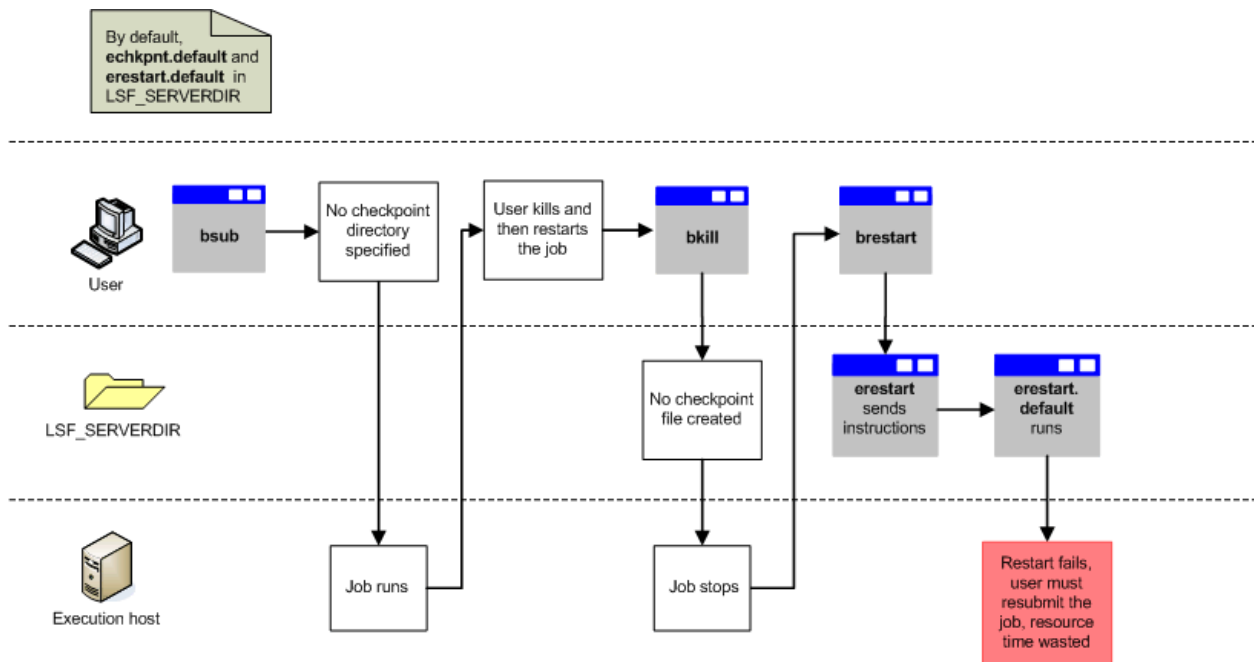 By default,
echkpnt.default and
erestart.default in
LSF_SERVERDIR
User
bsub
No checkpoint
directory
specified
User kills and
then restarts
the job
bkill
brestart
LSF_SERVERDIR
No checkpoint
file created
erestart
sends
instructions
erestart.
default
runs
Execution host
Job runs
Job stops
Restart fails,
user must
resubmit the
job, resource
time wasted